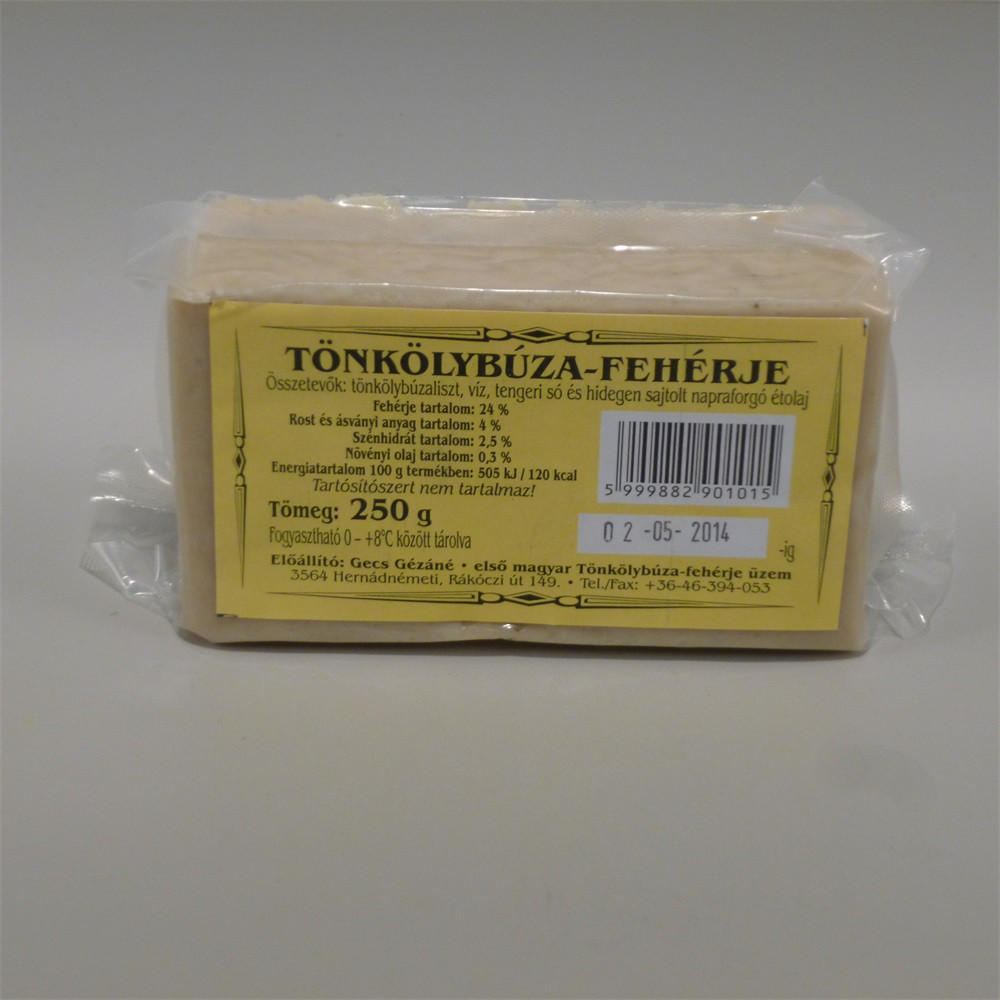 TÖNKÖLYBÚZA-FEHÉRJE
Összetevők: tönkölybúzaliszt, víz, tengeri só és hidegen sajtolt napraforgó étolaj
Fehérje tartalom: 24 %
Rost és ásványi anyag tartalom: 4 %
Szénhidrát tartalom: 2,5 %
Növényi olaj tartalom: 0,3 %
Energiatartalom 100 g termékben: 505 kJ / 120 kcal
Tartósítószert nem tartalmaz!
5 999882 901015
Tömeg: 250 g
02 -05- 2014
Fogyasztható 0 – +8°C között tárolva
-ig
Előállító: Gecs Gézáné • első magyar Tönkölybúza-fehérje üzem
3564 Hernádnémeti, Rákóczi út 149. • Tel./Fax: +36-46-394-053